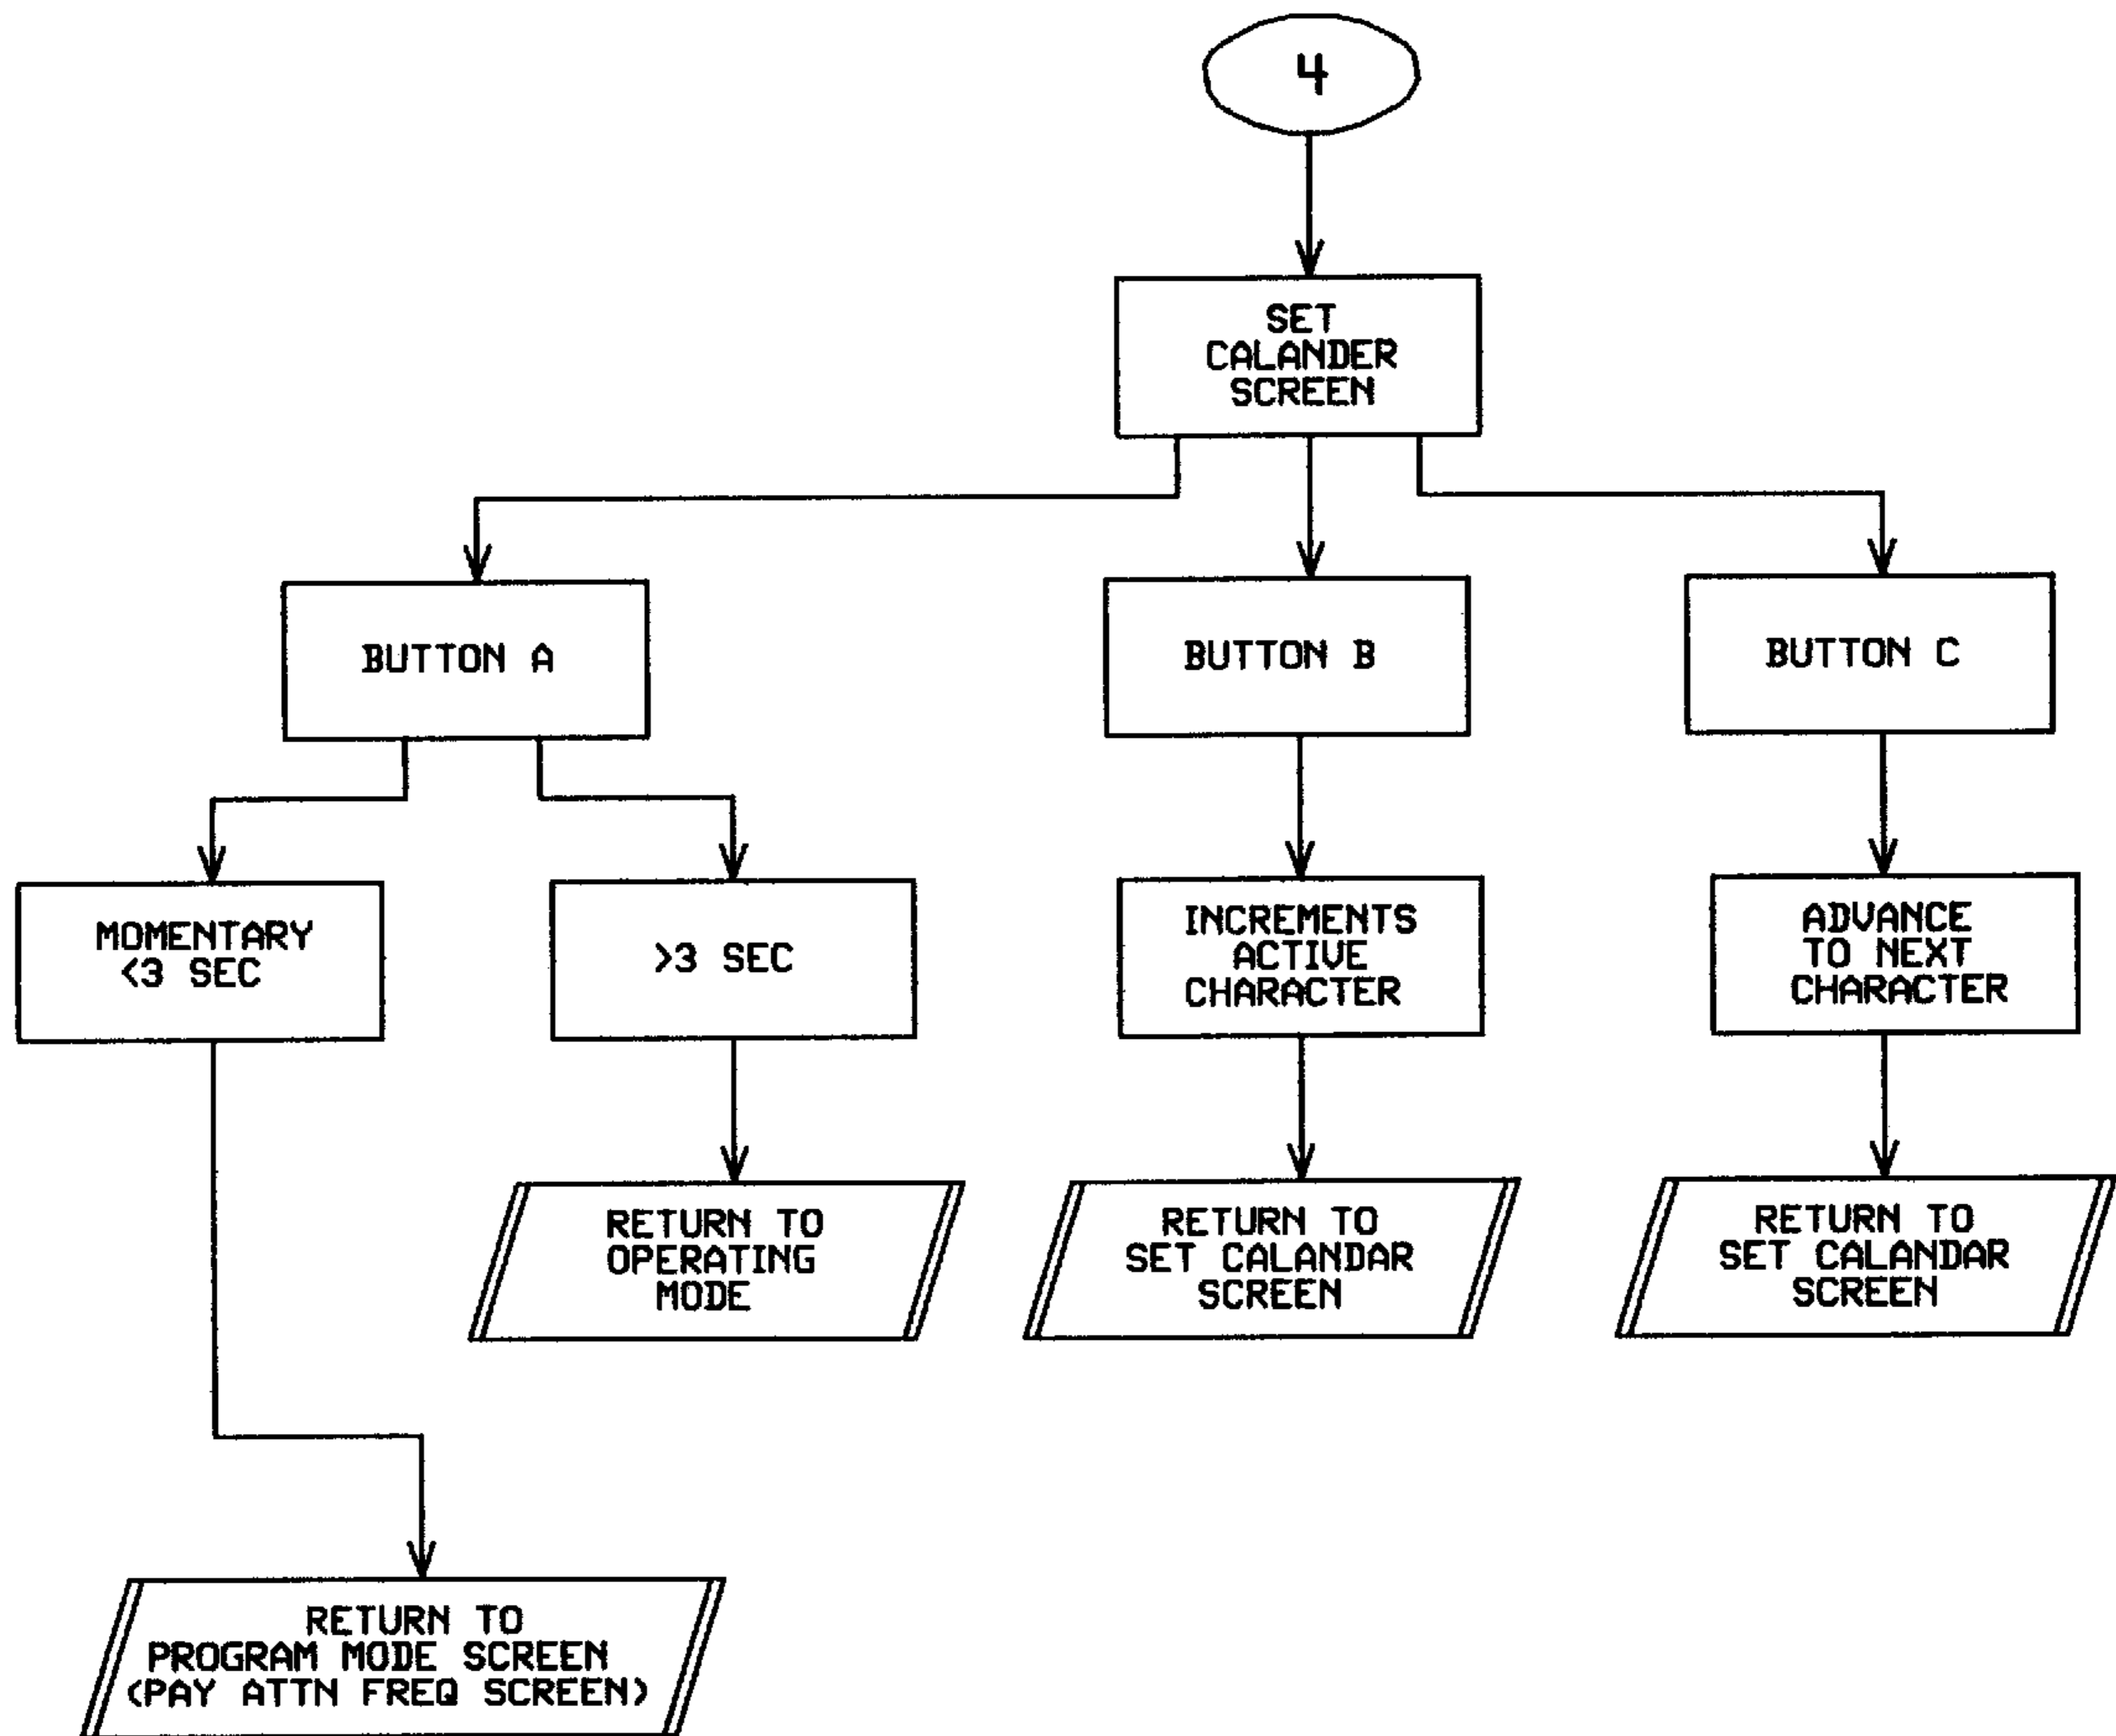 4
SET
CALANDER
SCREEN
BUTTON A
BUTTON B
BUTTON C
MOMENTARY
<3 SEC
>3 SEC
INCREMENTS
ACTIVE
CHARACTER
ADVANCE
TO NEXT
CHARACTER
RETURN TO
OPERATING
MODE
RETURN TO
SET CALANDAR
SCREEN
RETURN TO
SET CALANDAR
SCREEN
RETURN TO
PROGRAM MODE SCREEN
(PAY ATTN FREQ SCREEN)